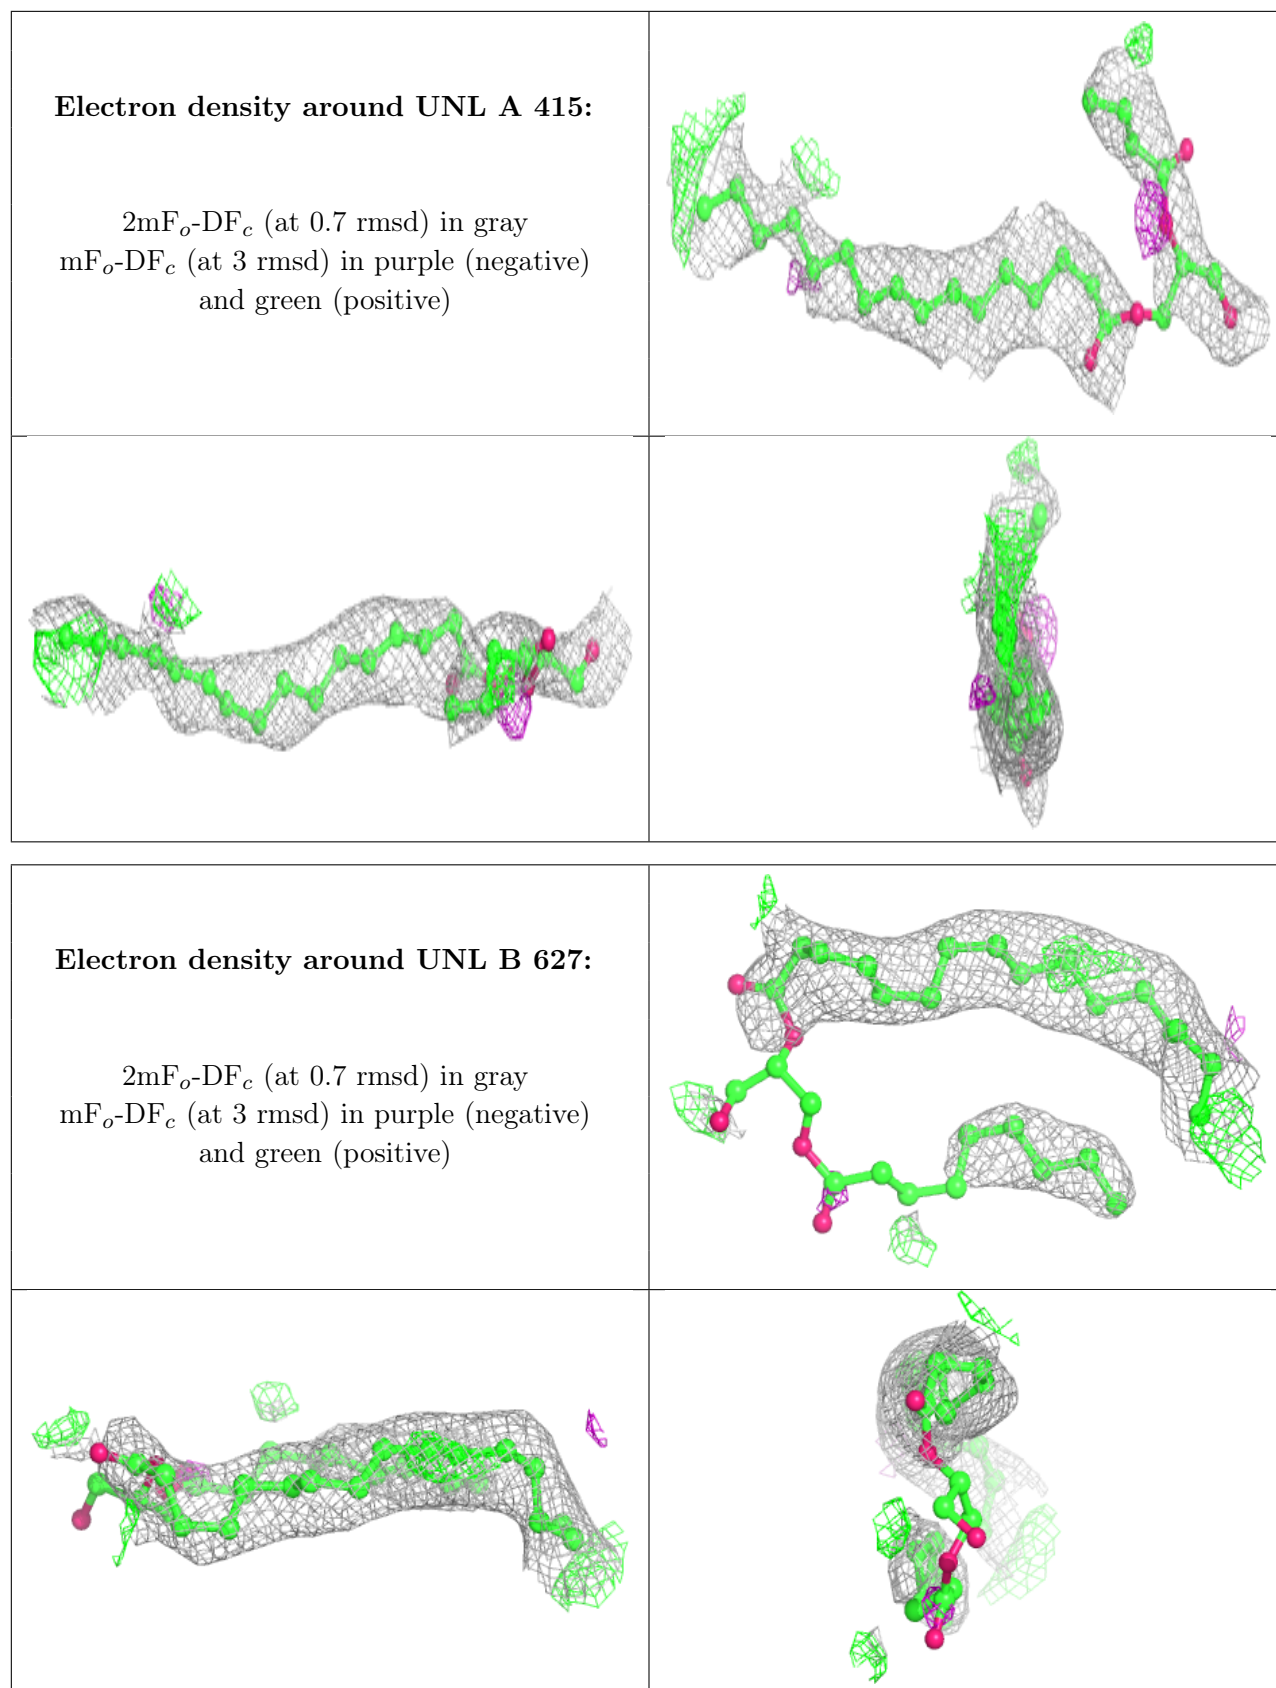 Electron density around UNL A 415:
2mFo-DFc (at 0.7 rmsd) in gray
mFo-DFc (at 3 rmsd) in purple (negative)
and green (positive)
Electron density around UNL B 627:
2mFo-DFc (at 0.7 rmsd) in gray
mFo-DFc (at 3 rmsd) in purple (negative)
and green (positive)